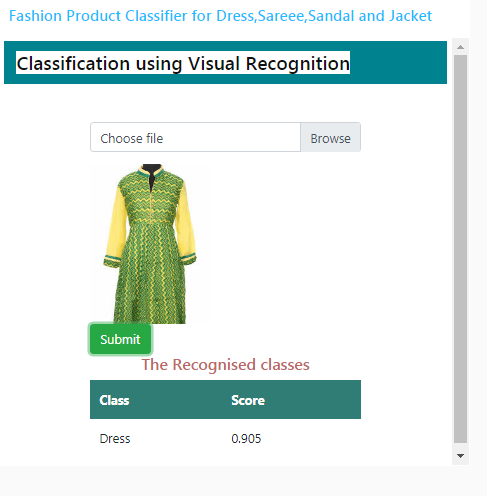 Fashion Product Classifier for Dress,Sareee,Sandal and Jacket
Classification using Visual Recognition
Choose file Browse
Submit
The Recognised classes
Class Score
Dress 0.905